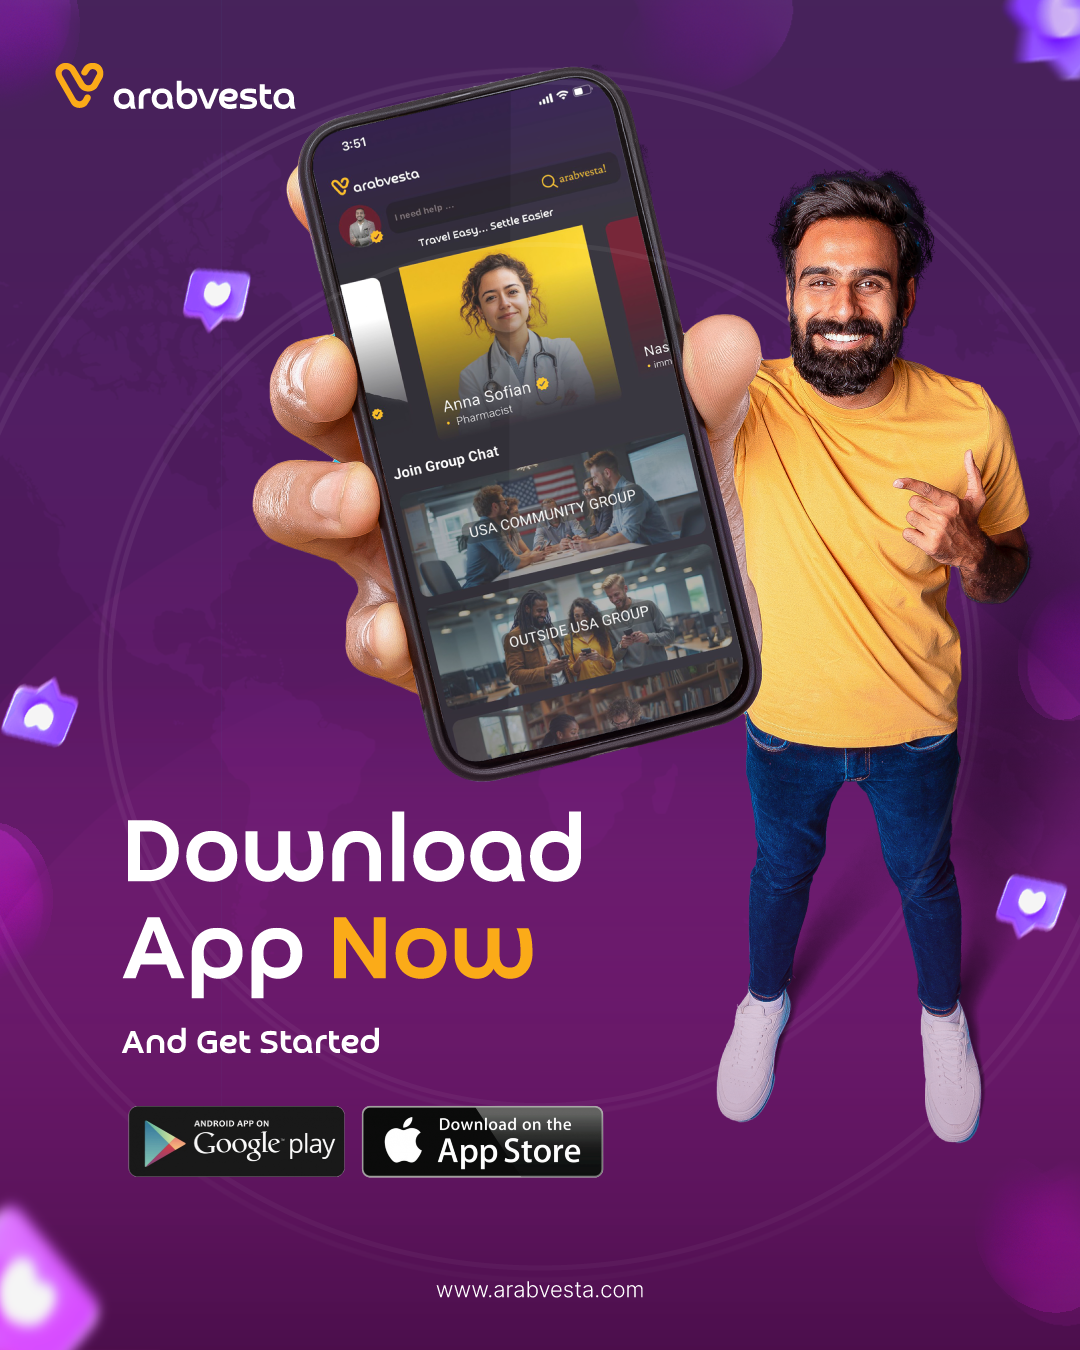 arabvesta
3:51
arabvesta
I need help ...
arabvesta!
Travel Easy... Settle Easier
Anna Sofian
• Pharmacist
Nas
• imm
Join Group Chat
USA COMMUNITY GROUP
OUTSIDE USA GROUP
Download
App Now
And Get Started
ANDROID APP ON
Google play
Download on the
App Store
www.arabvesta.com